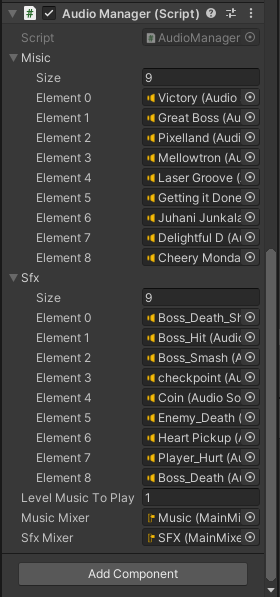 Audio Manager (Script)
Script AudioManager
Misic
Size 9
Element 0 Victory (Audio
Element 1 Great Boss (Au
Element 2 Pixelland (Audi
Element 3 Mellowtron (Au
Element 4 Laser Groove (
Element 5 Getting it Done
Element 6 Juhani Junkala
Element 7 Delightful D (Au
Element 8 Cheery Monda
Sfx
Size 9
Element 0 Boss_Death_Sh
Element 1 Boss_Hit (Audio
Element 2 Boss_Smash (A
Element 3 checkpoint (Au
Element 4 Coin (Audio So
Element 5 Enemy_Death (
Element 6 Heart Pickup (A
Element 7 Player_Hurt (Au
Element 8 Boss_Death (Au
Level Music To Play 1
Music Mixer Music (MainMi
Sfx Mixer SFX (MainMixe
Add Component